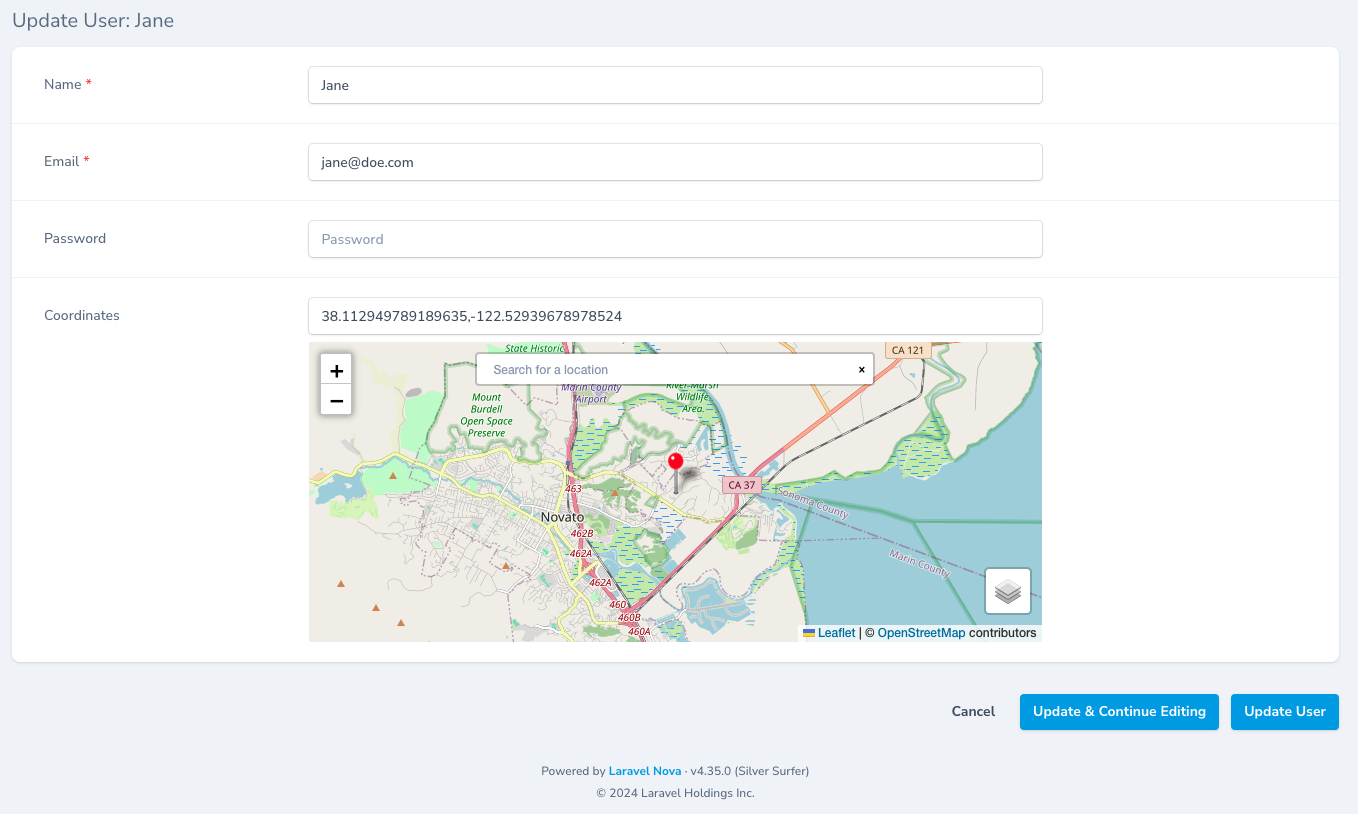 Update User: Jane
Name *
Jane
Email *
jane@doe.com
Password
Password
Coordinates
38.112949789189635,-122.52939678978524
+
−
Search for a location
×
State Historic
CA 121
Marin County
Airport
River-Marsh
Wildlife
Area.
Mount
Burdell
Open Space
Preserve
463
CA 37
Sonoma County
Novato
462B
462A
Marin County
462A
460
460B
460A
Leaflet | © OpenStreetMap contributors
Cancel
Update & Continue Editing
Update User
Powered by Laravel Nova · v4.35.0 (Silver Surfer)
© 2024 Laravel Holdings Inc.